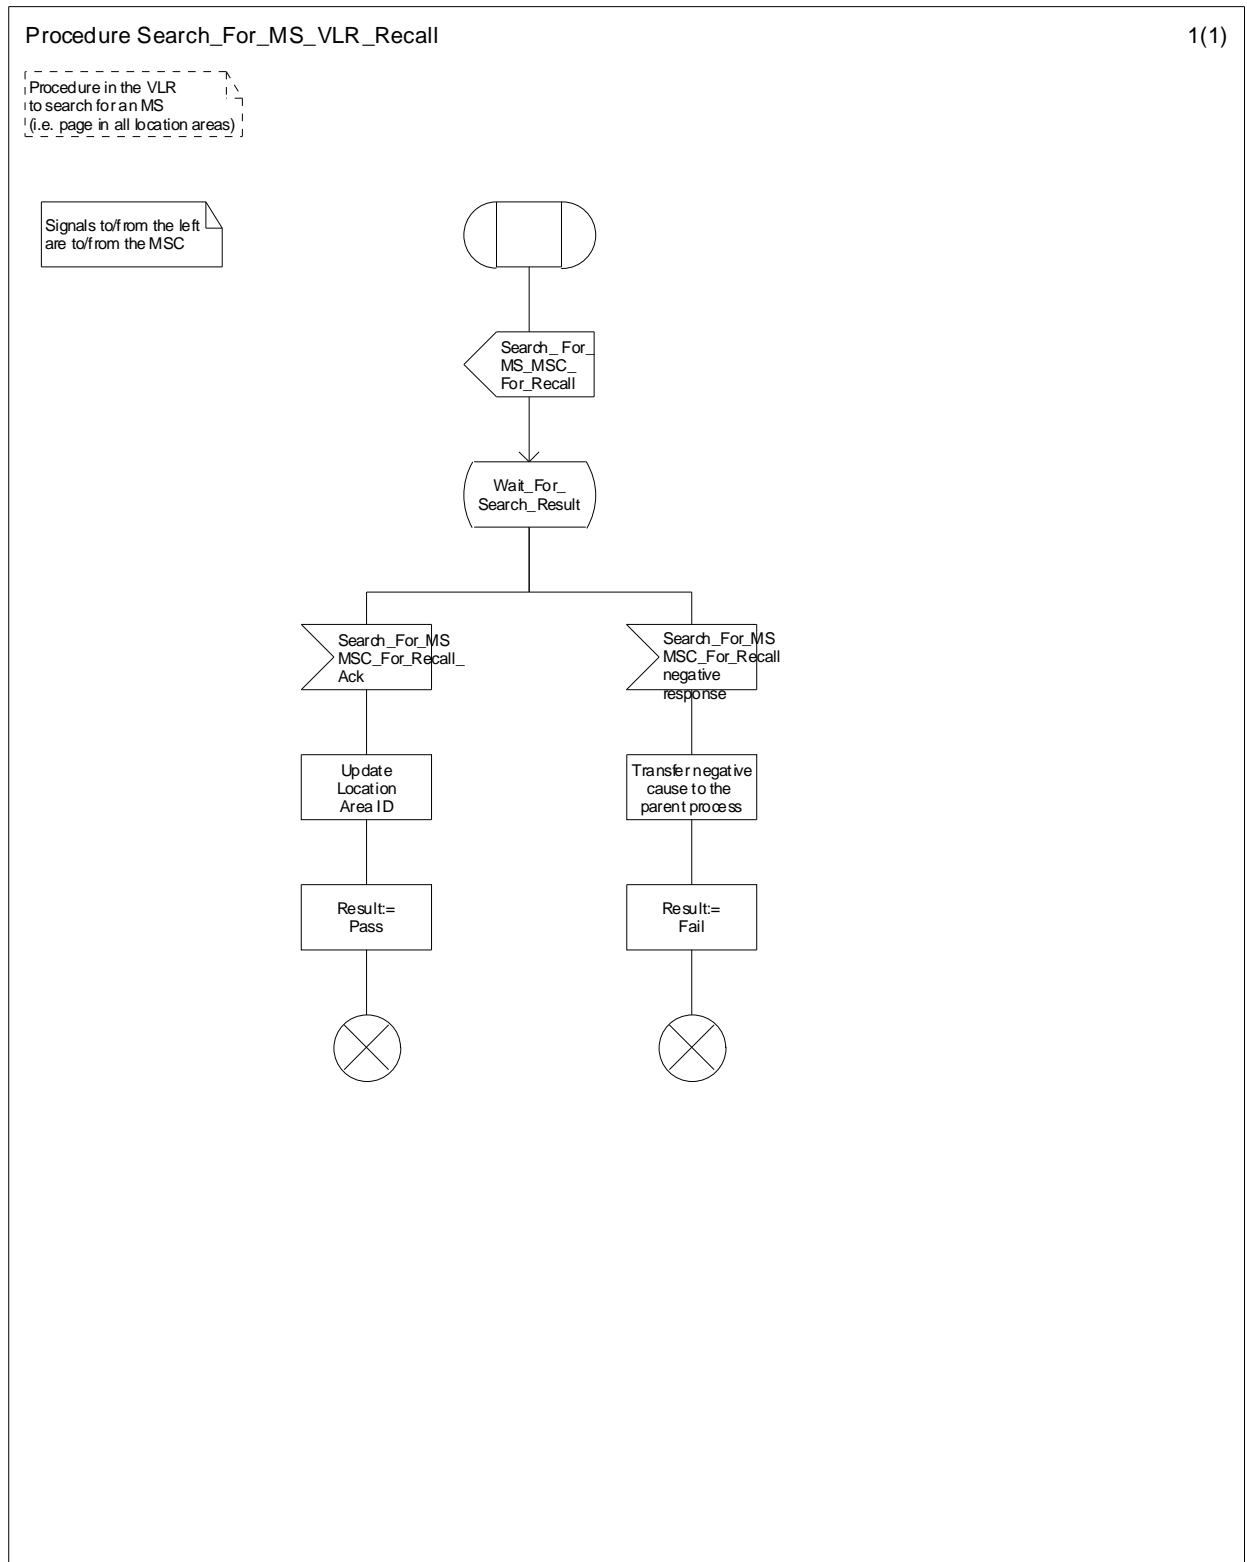 Procedure Search_For_MS_VLR_Recall
1(1)
Procedure in the VLR
to search for an MS
(i.e. page in all location areas)
Signals to/from the left
are to/from the MSC
Search_ For_
MS_MSC_
For_Recall
Wait_For_
Search_Result
Search_For_MS
MSC_For_Recall_
Ack
Search_For_MS
MSC_For_Recall
negative
response
Update
Location
Area ID
Transfer negative
cause to the
parent process
Result:=
Pass
Result:=
Fail